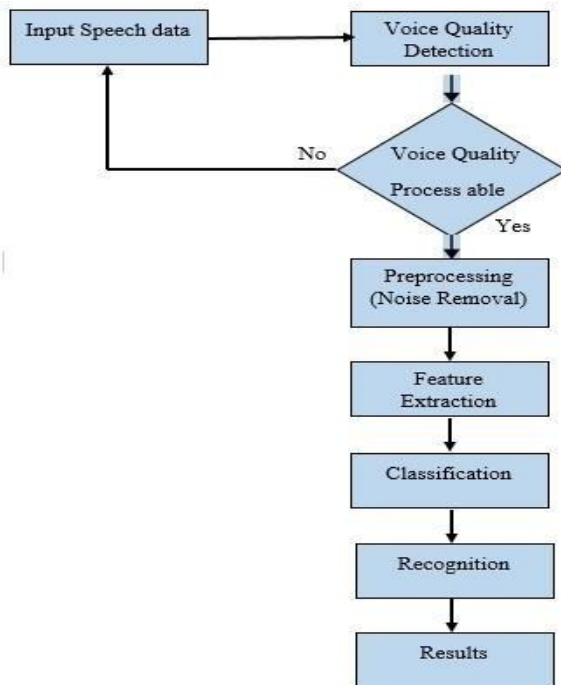 Input Speech data
Voice Quality
Detection
No
Voice Quality
Process able
Yes
Preprocessing
(Noise Removal)
Feature
Extraction
Classification
Recognition
Results